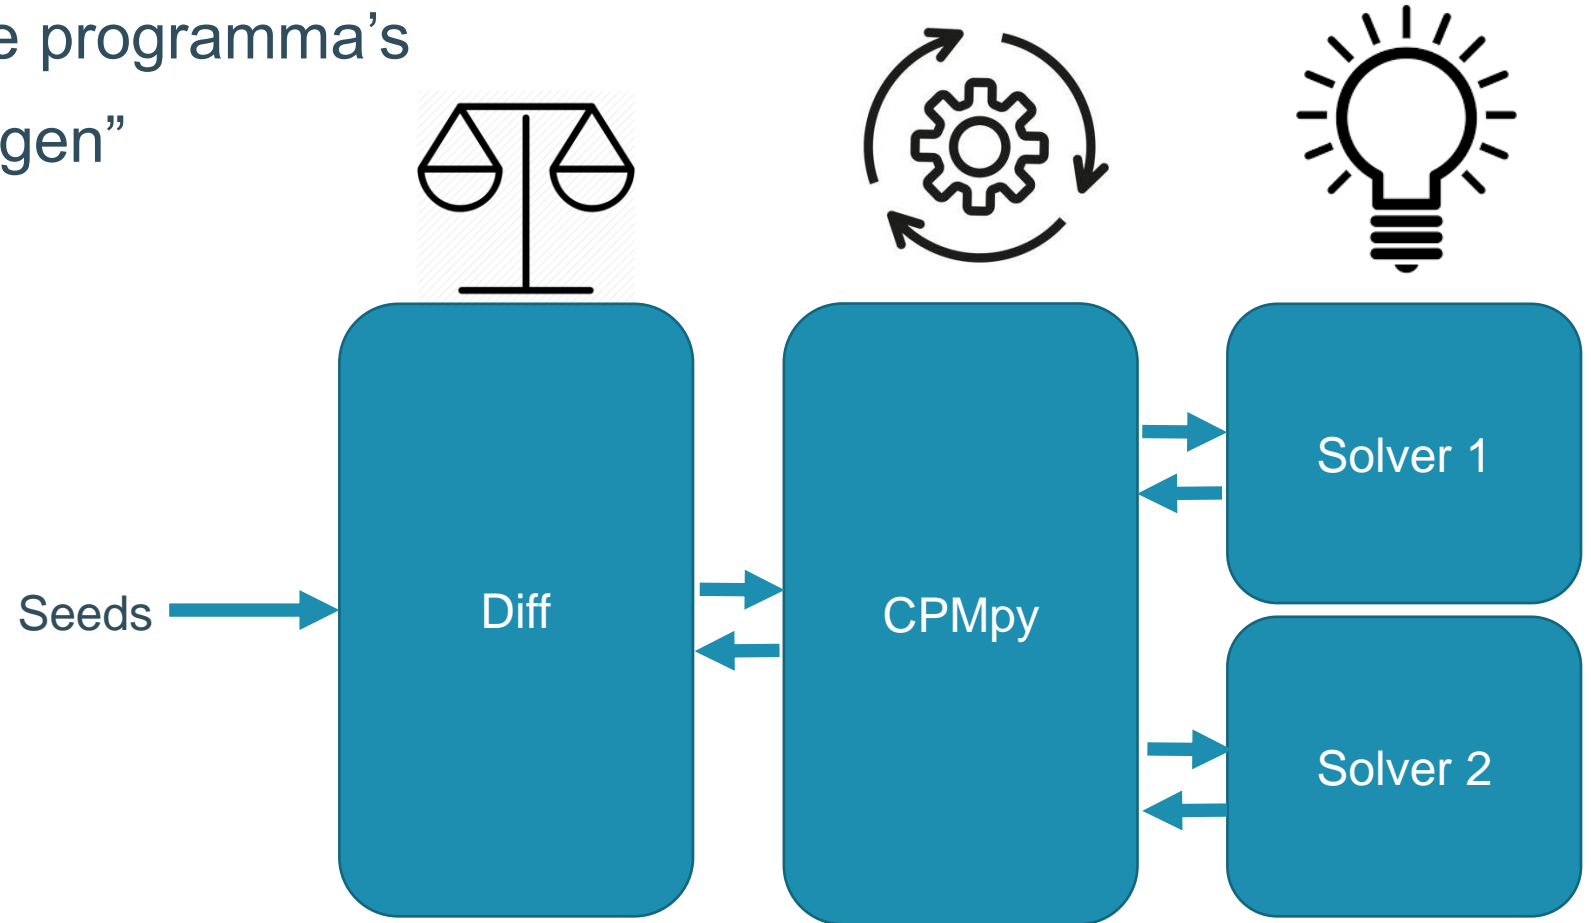 e programma’s
gen”
Seeds
Diff
CPMpy
Solver 1
Solver 2